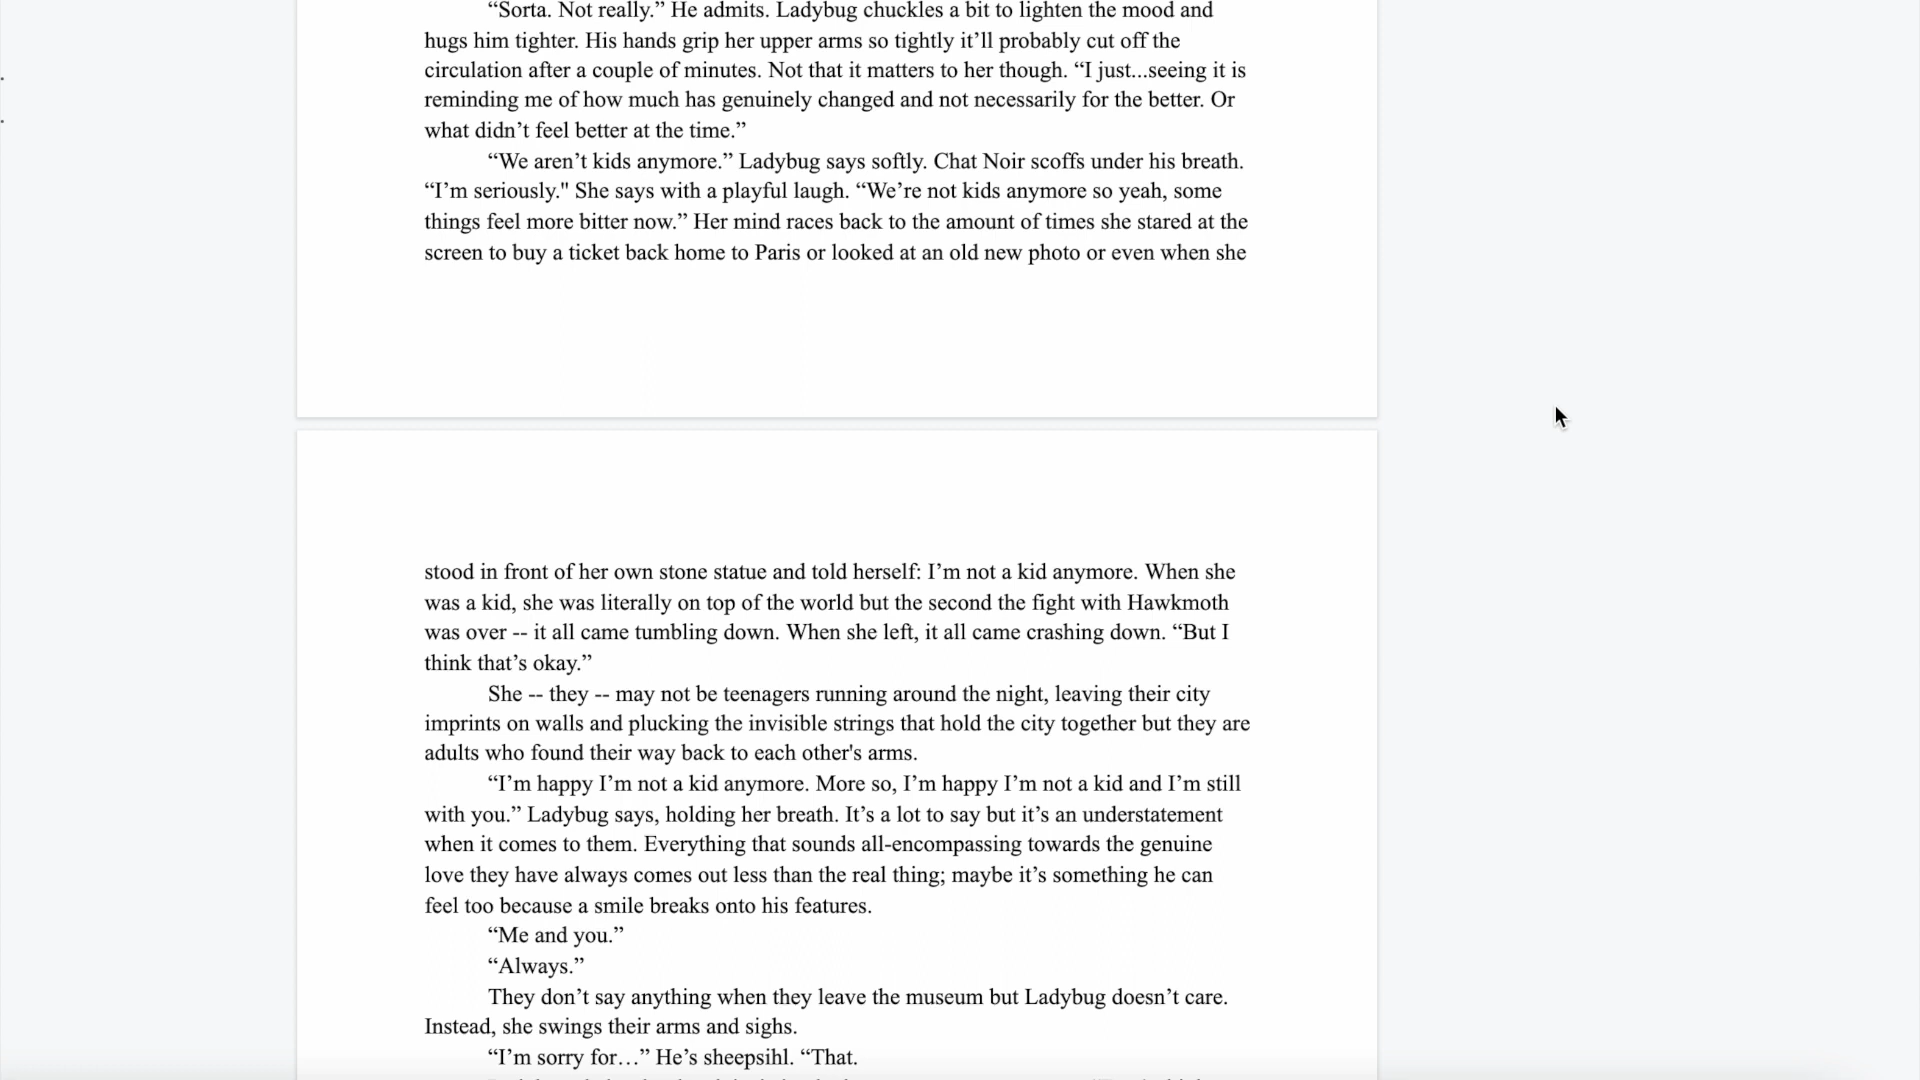 “Sorta. Not really.” He admits. Ladybug chuckles a bit to lighten the mood and
hugs him tighter. His hands grip her upper arms so tightly it’ll probably cut off the
circulation after a couple of minutes. Not that it matters to her though. “I just...seeing it is
reminding me of how much has genuinely changed and not necessarily for the better. Or
what didn’t feel better at the time.”
“We aren’t kids anymore.” Ladybug says softly. Chat Noir scoffs under his breath.
“I’m seriously." She says with a playful laugh. “We’re not kids anymore so yeah, some
things feel more bitter now.” Her mind races back to the amount of times she stared at the
screen to buy a ticket back home to Paris or looked at an old new photo or even when she
stood in front of her own stone statue and told herself: I’m not a kid anymore. When she
was a kid, she was literally on top of the world but the second the fight with Hawkmoth
was over -- it all came tumbling down. When she left, it all came crashing down. “But I
think that’s okay.”
She -- they -- may not be teenagers running around the night, leaving their city
imprints on walls and plucking the invisible strings that hold the city together but they are
adults who found their way back to each other's arms.
“I’m happy I’m not a kid anymore. More so, I’m happy I’m not a kid and I’m still
with you.” Ladybug says, holding her breath. It’s a lot to say but it’s an understatement
when it comes to them. Everything that sounds all-encompassing towards the genuine
love they have always comes out less than the real thing; maybe it’s something he can
feel too because a smile breaks onto his features.
“Me and you.”
“Always.”
They don’t say anything when they leave the museum but Ladybug doesn’t care.
Instead, she swings their arms and sighs.
“I’m sorry for…” He’s sheepsihl. “That.